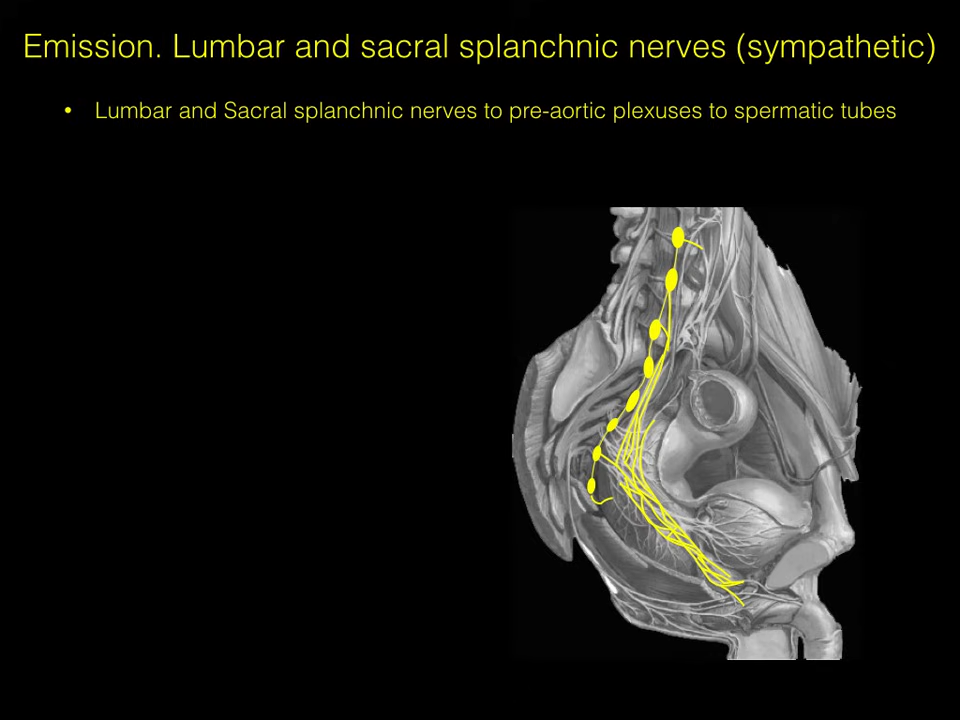 Emission. Lumbar and sacral splanchnic nerves (sympathetic)
• Lumbar and Sacral splanchnic nerves to pre-aortic plexuses to spermatic tubes